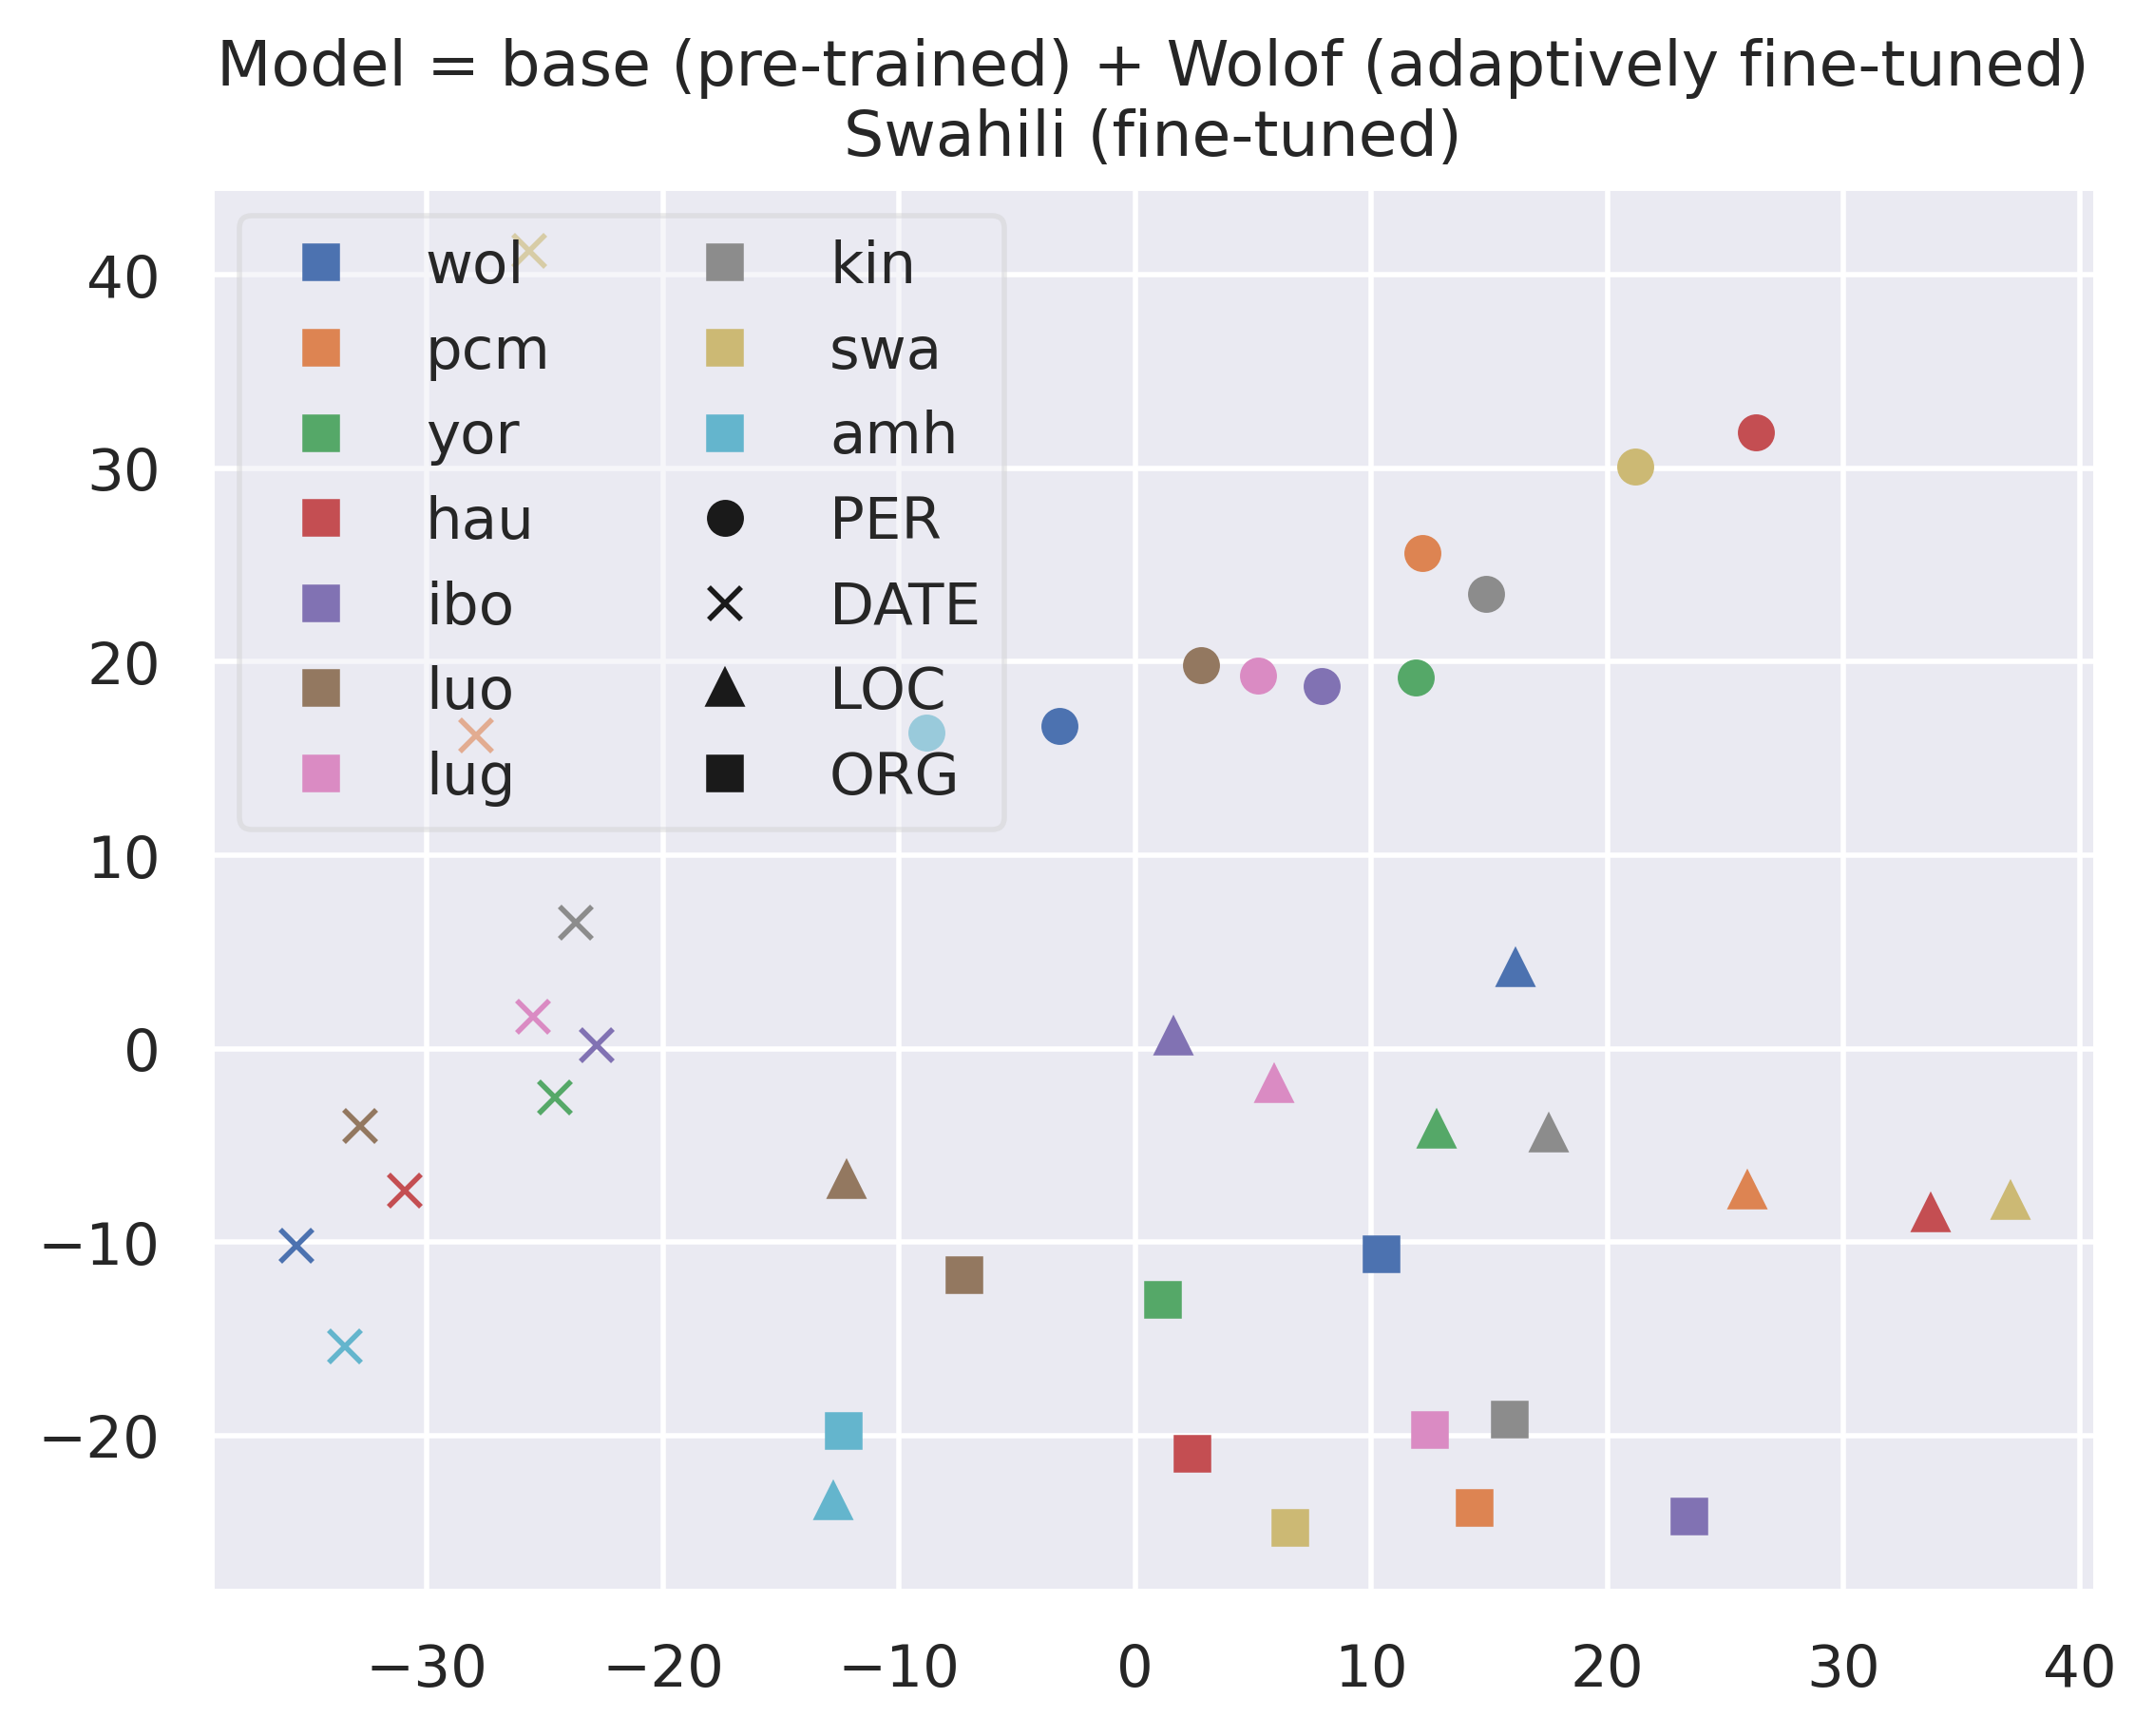 Model = base (pre-trained) + Wolof (adaptively fine-tuned)
Swahili (fine-tuned)
wol
pcm
yor
hau
ibo
luo
lug
kin
swa
amh
PER
DATE
LOC
ORG
40
30
20
10
0
−10
−20
−30 −20 −10 0 10 20 30 40